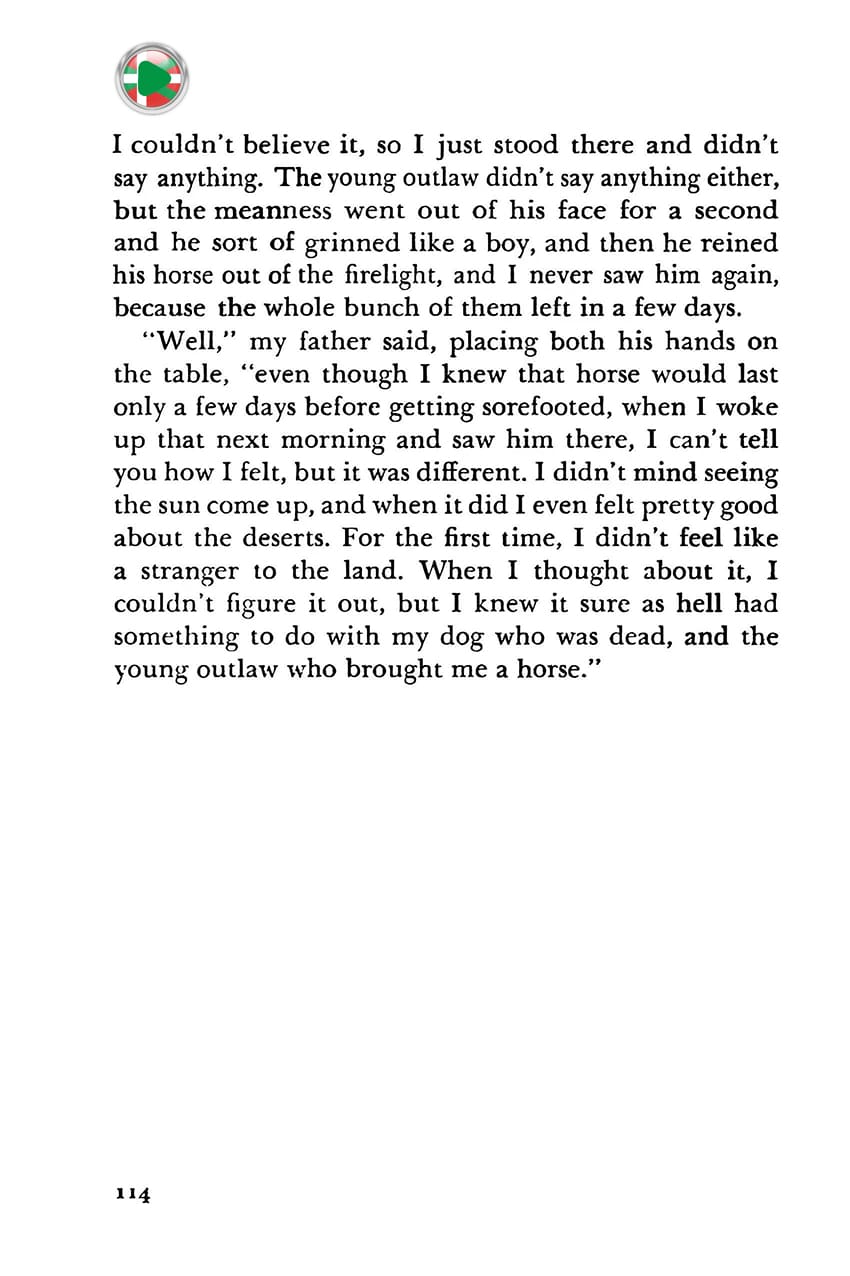 I couldn't believe it, so I just stood there and didn't
say anything. The young outlaw didn't say anything either,
but the meanness went out of his face for a second
and he sort of grinned like a boy, and then he reined
his horse out of the firelight, and I never saw him again,
because the whole bunch of them left in a few days.
"Well," my father said, placing both his hands on
the table, "even though I knew that horse would last
only a few days before getting sorefooted, when I woke
up that next morning and saw him there, I can't tell
you how I felt, but it was different. I didn't mind seeing
the sun come up, and when it did I even felt pretty good
about the deserts. For the first time, I didn't feel like
a stranger to the land. When I thought about it, I
couldn't figure it out, but I knew it sure as hell had
something to do with my dog who was dead, and the
young outlaw who brought me a horse."
114